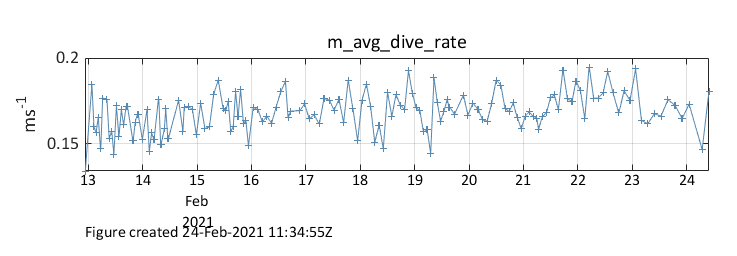 m_avg_dive_rate
0.2
ms⁻¹
0.15
13 14 15 16 17 18 19 20 21 22 23 24
Feb
2021
Figure created 24-Feb-2021 11:34:55Z